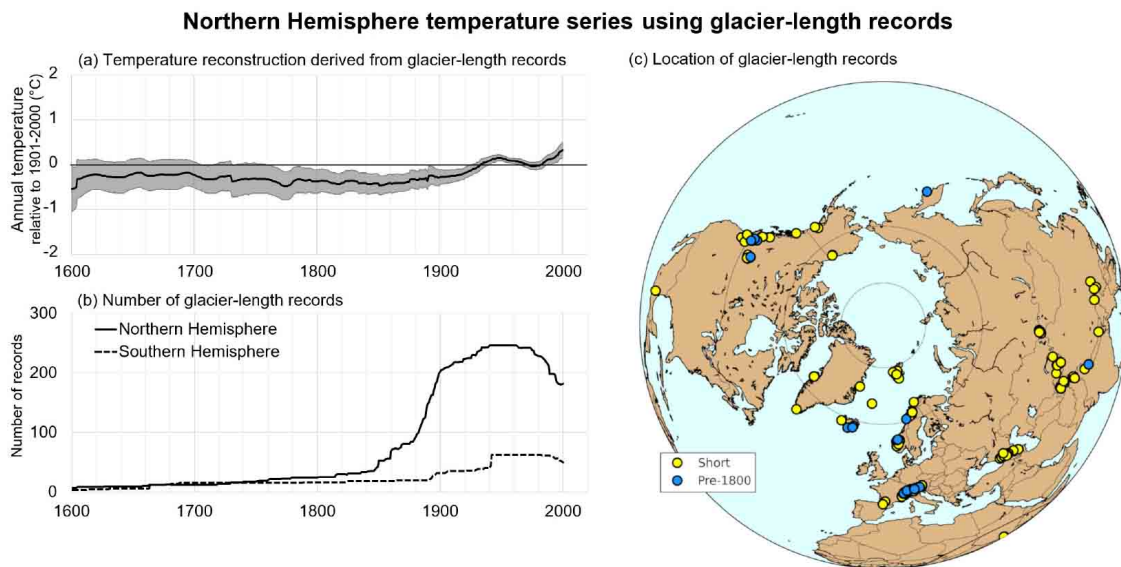 Northern Hemisphere temperature series using glacier-length records
(a) Temperature reconstruction derived from glacier-length records
Annual temperature
relative to 1901-2000 (°C)
2
1
0
-1
-2
1600
1700
1800
1900
2000
(b) Number of glacier-length records
Number of records
300
200
100
0
Northern Hemisphere
Southern Hemisphere
1600
1700
1800
1900
2000
(c) Location of glacier-length records
Short
Pre-1800